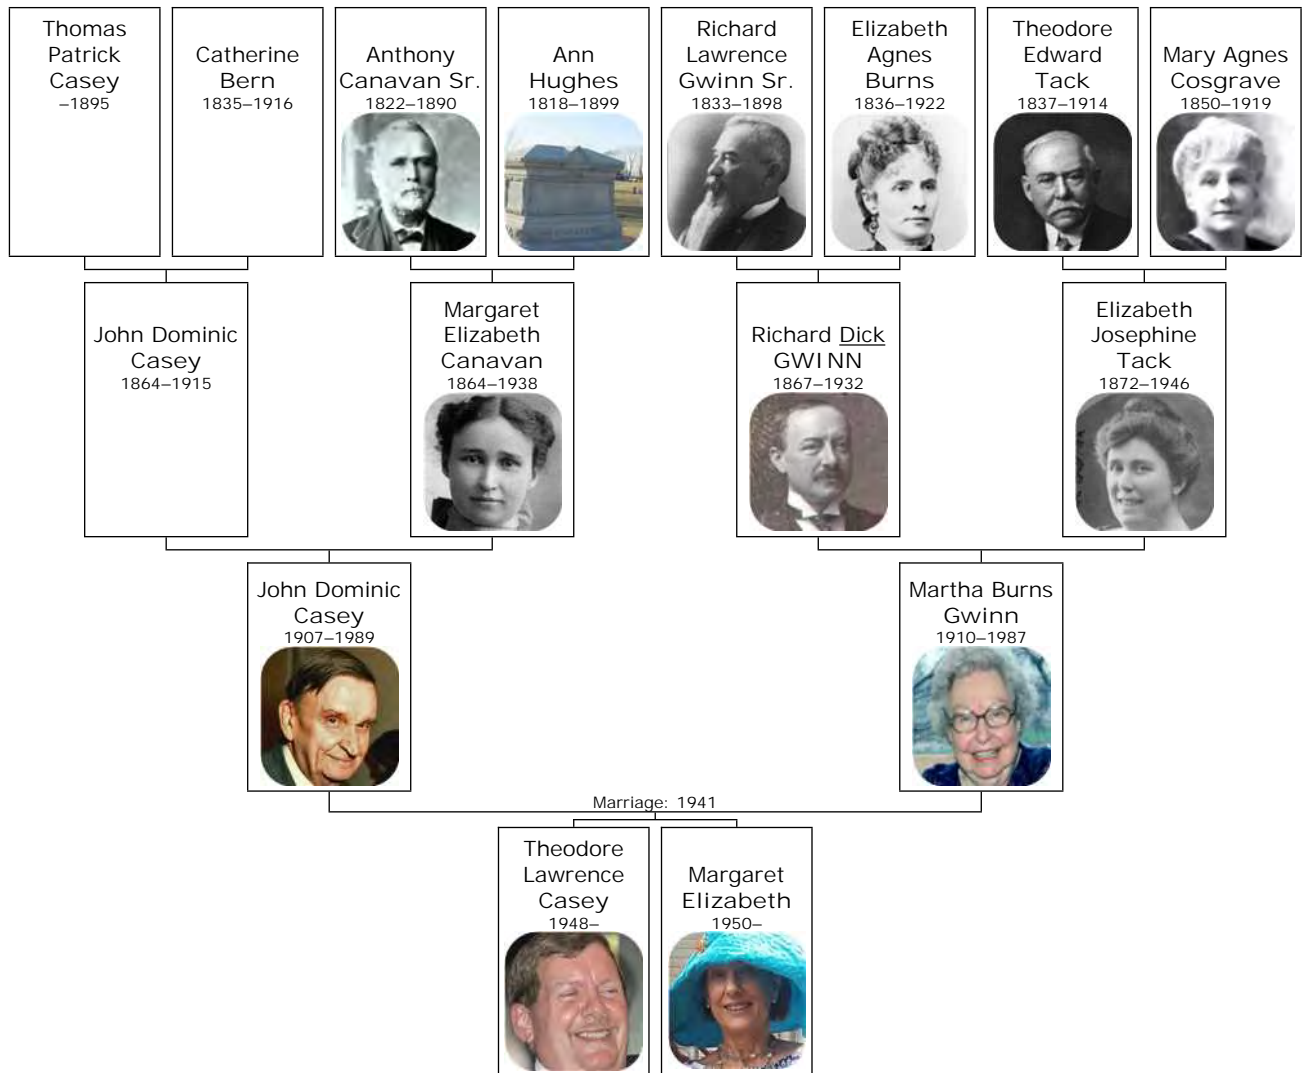 Thomas
Patrick
Casey
–1895
Catherine
Bern
1835–1916
Anthony
Canavan Sr.
1822–1890
Ann
Hughes
1818–1899
Richard
Lawrence
Gwinn Sr.
1833–1898
Elizabeth
Agnes
Burns
1836–1922
Theodore
Edward
Tack
1837–1914
Mary Agnes
Cosgrave
1850–1919
John Dominic
Casey
1864–1915
Margaret
Elizabeth
Canavan
1864–1938
Richard Dick
GWINN
1867–1932
Elizabeth
Josephine
Tack
1872–1946
John Dominic
Casey
1907–1989
Martha Burns
Gwinn
1910–1987
Marriage: 1941
Theodore
Lawrence
Casey
1948–
Margaret
Elizabeth
1950–